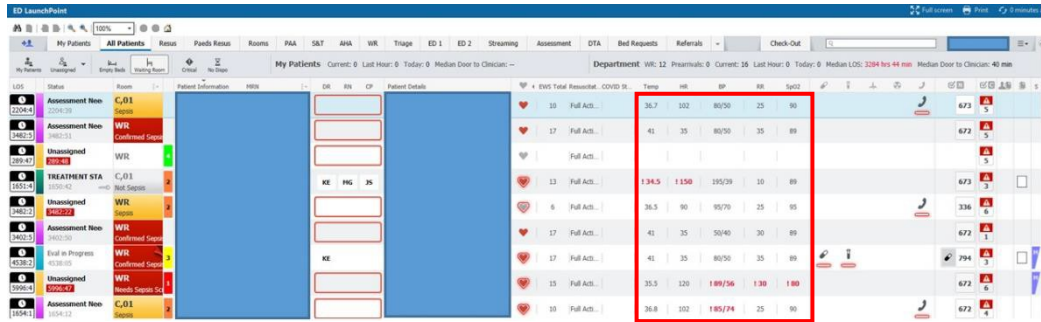 ED LaunchPoint Full screen Print 0 minutes
100%
My Patients All Patients Resus Paeds Resus Rooms PAA S&T AHA WR Triage ED 1 ED 2 Streaming Assessment DTA Bed Requests Referrals Check-Out
My Patients Unassigned Empty Beds Waiting Room Critical No Dispo My Patients Current: 0 Last Hour: 0 Today: 0 Median Door to Clinician: -- Department WR: 12 Prearrivals: 0 Current: 16 Last Hour: 0 Today: 0 Median LOS: 3284 hrs 44 min Median Door to Clinician: 40 min
LOS Status Room Patient Information MRN DR RN CP Patient Details EWS Total Resuscitat... COVID St... Temp HR BP RR SpO2 S
Assessment Nee C,01 10 Full Acti... 36.7 102 80/50 25 90 673 5
2204:4 2204:39 Sepsis
Assessment Nee WR 17 Full Acti... 41 35 80/50 35 89 672 5
3482:5 3482:51 Confirmed Sepsi
Unassigned WR 4 Full Acti... 5
289:47 289:48
TREATMENT STA C,01 2 KE MG JS 13 Full Acti... ! 34.5 ! 150 195/39 10 89 673 3
1651:4 1650:42 Not Sepsis
Unassigned WR 2 6 Full Acti... 36.5 90 95/70 25 95 336 6
3482:2 3482:22 Sepsis
Assessment Nee WR 17 Full Acti... 41 35 50/40 30 89 672 1
3402:5 3402:50 Confirmed Sepsi
Eval in Progress WR 3 KE 17 Full Acti... 41 35 80/50 35 89 794 3
4538:2 4538:05 Confirmed Sepsi
Unassigned WR 15 Full Acti... 35.5 120 ! 89/56 ! 30 ! 80 672 6
5996:4 5996:47 Needs Sepsis Sc
Assessment Nee C,01 2 10 Full Acti... 36.8 102 ! 85/74 25 90 672 4
1654:1 1654:12 Sepsis